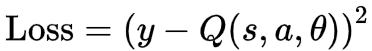 Loss = (y − Q(s, a, θ))²